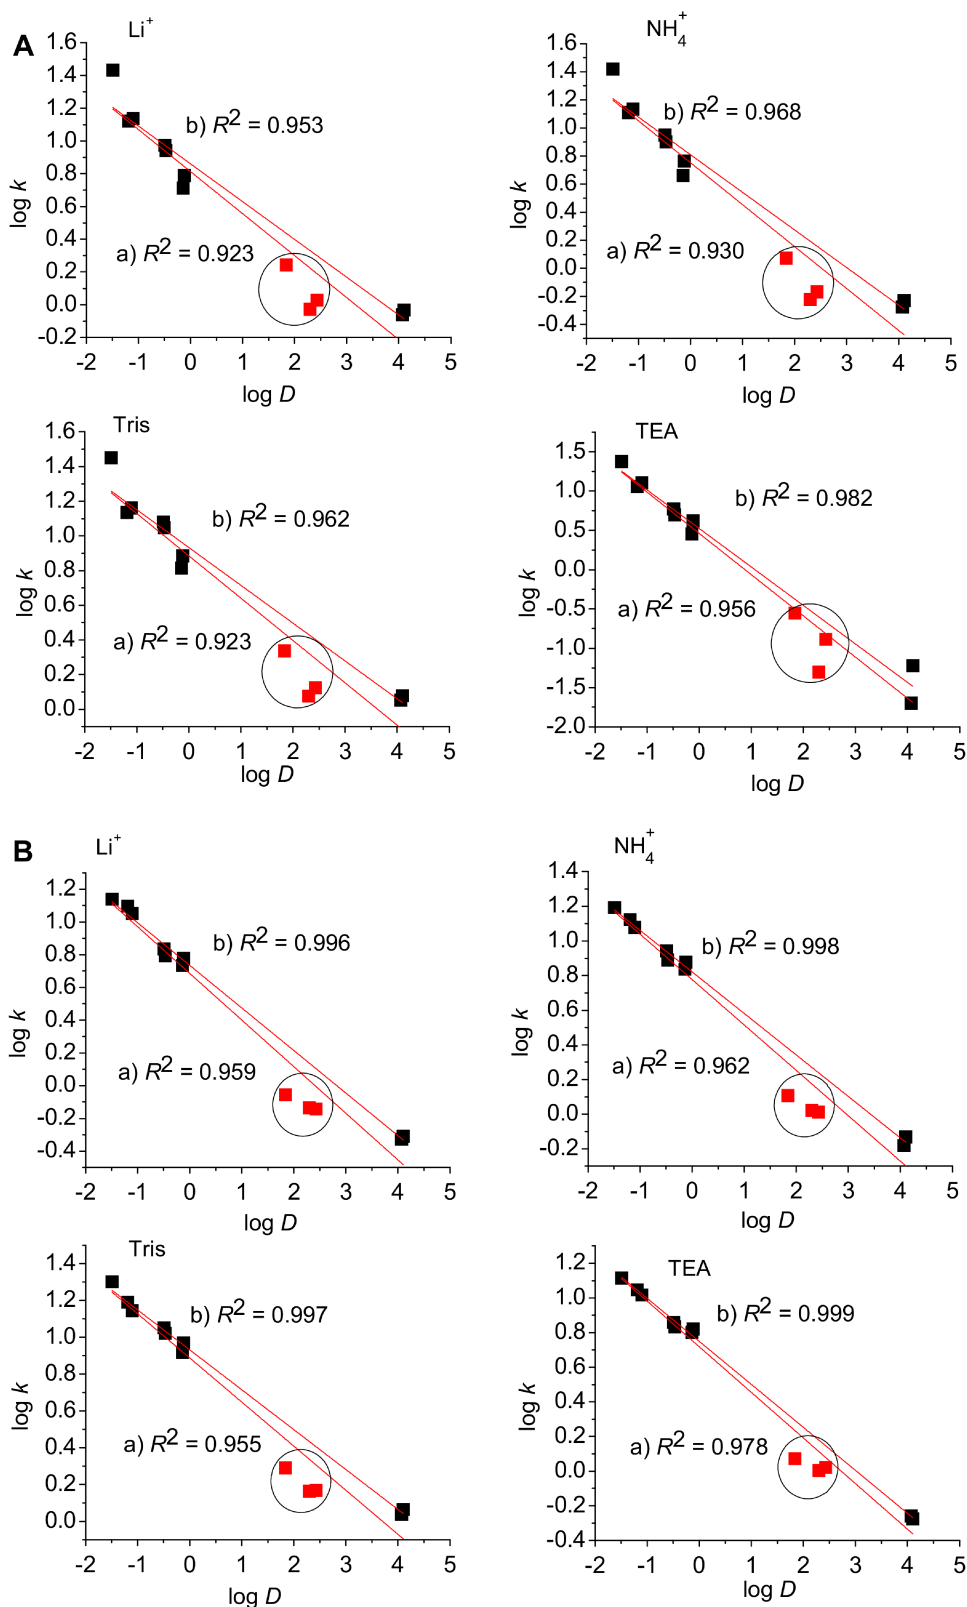 A
Li+
1.6
1.4
1.2
1.0
0.8
0.6
0.4
0.2
0.0
-0.2
log k
b) R2 = 0.953
a) R2 = 0.923
-2 -1 0 1 2 3 4 5
log D
NH4+
1.6
1.4
1.2
1.0
0.8
0.6
0.4
0.2
0.0
-0.2
-0.4
log k
b) R2 = 0.968
a) R2 = 0.930
-2 -1 0 1 2 3 4 5
log D
Tris
1.6
1.4
1.2
1.0
0.8
0.6
0.4
0.2
0.0
log k
b) R2 = 0.962
a) R2 = 0.923
-2 -1 0 1 2 3 4 5
log D
TEA
1.5
1.0
0.5
0.0
-0.5
-1.0
-1.5
-2.0
log k
b) R2 = 0.982
a) R2 = 0.956
-2 -1 0 1 2 3 4 5
log D
B
Li+
1.2
1.0
0.8
0.6
0.4
0.2
0.0
-0.2
-0.4
log k
b) R2 = 0.996
a) R2 = 0.959
-2 -1 0 1 2 3 4 5
log D
NH4+
1.4
1.2
1.0
0.8
0.6
0.4
0.2
0.0
-0.2
log k
b) R2 = 0.998
a) R2 = 0.962
-2 -1 0 1 2 3 4 5
log D
Tris
1.4
1.2
1.0
0.8
0.6
0.4
0.2
0.0
log k
b) R2 = 0.997
a) R2 = 0.955
-2 -1 0 1 2 3 4 5
log D
TEA
1.2
1.0
0.8
0.6
0.4
0.2
0.0
-0.2
-0.4
log k
b) R2 = 0.999
a) R2 = 0.978
-2 -1 0 1 2 3 4 5
log D